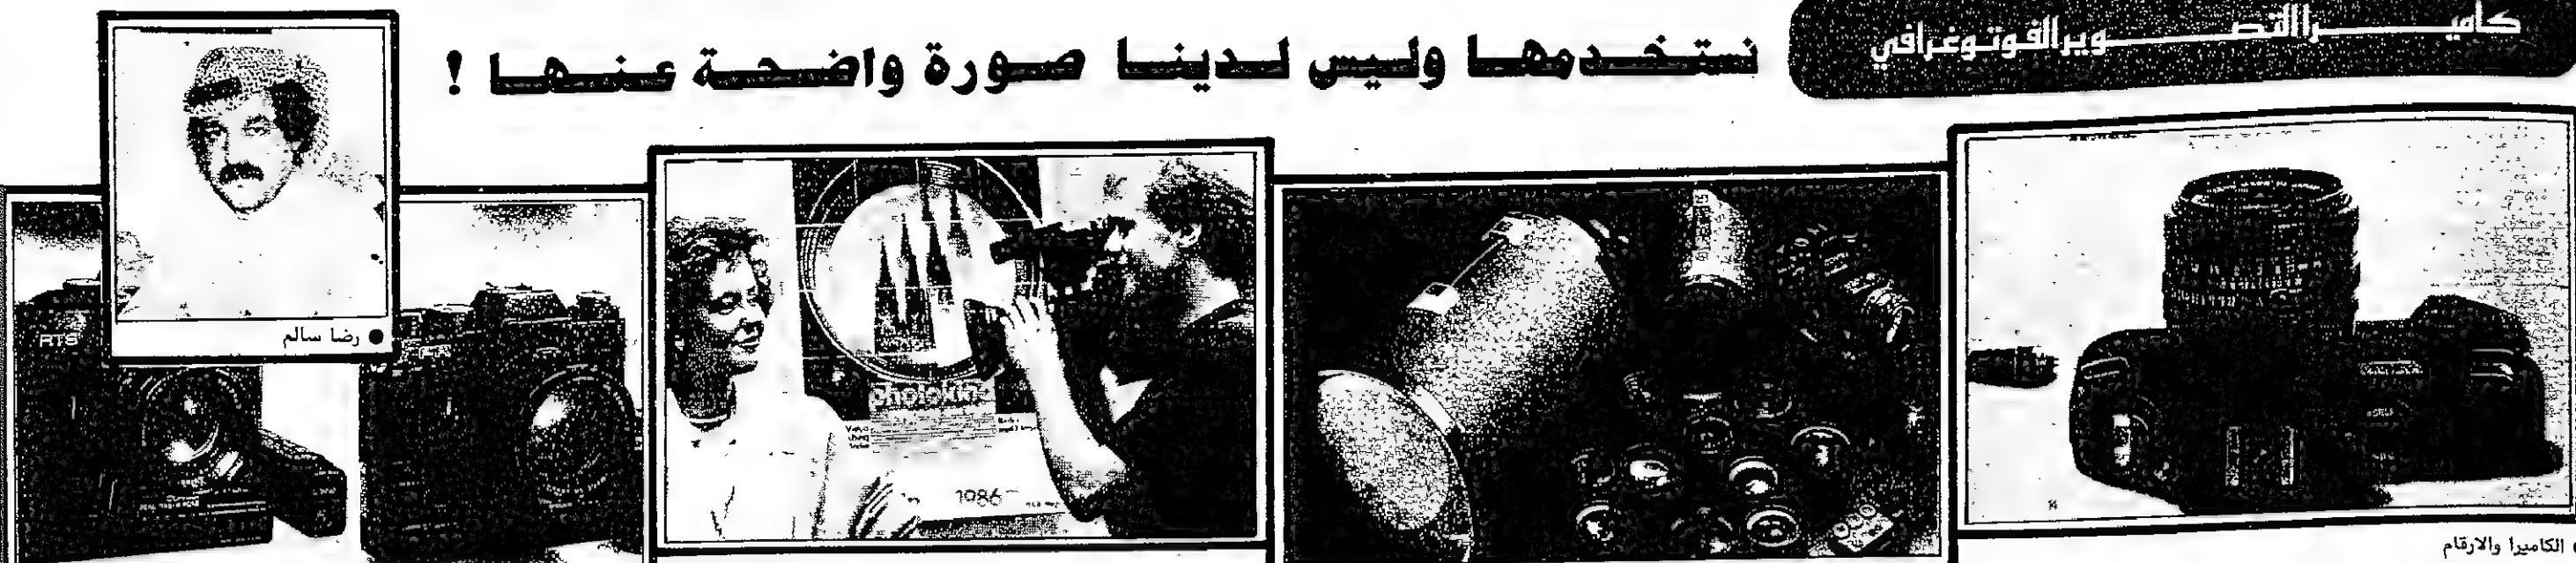 كاميرا التصوير الفوتوغرافي
نستخدمها وليس لدينا صورة واضحة عنها !
● رضا سالم
RTS
photokina
1986
الكاميرا والارقام